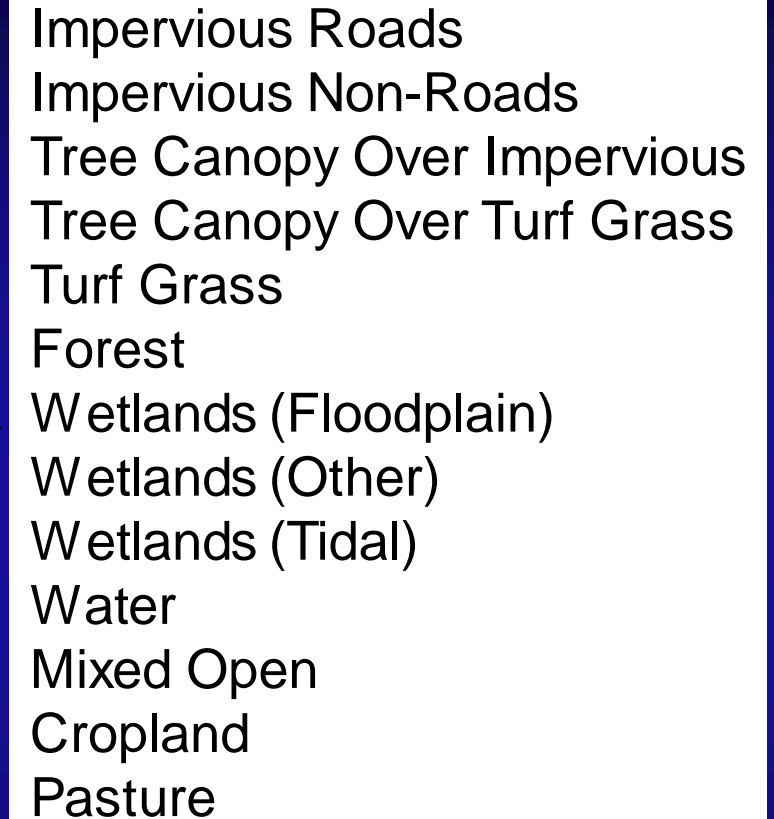 Impervious Roads
Impervious Non-Roads
Tree Canopy Over Impervious
Tree Canopy Over Turf Grass
Turf Grass
Forest
Wetlands (Floodplain)
Wetlands (Other)
Wetlands (Tidal)
Water
Mixed Open
Cropland
Pasture